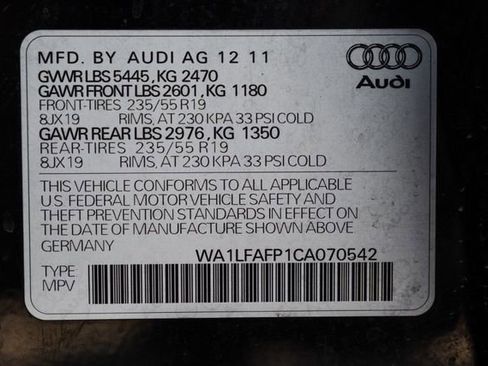 MFD. BY AUDI AG 12 11
GVWR LBS 5445, KG 2470
GAWR FRONT LBS 2601, KG 1180
FRONT-TIRES 235/55 R19
8JX19 RIMS, AT 230 KPA 33 PSI COLD
GAWR REAR LBS 2976, KG 1350
REAR-TIRES 235/55 R19
8JX19 RIMS, AT 230 KPA 33 PSI COLD
Audi
THIS VEHICLE CONFORMS TO ALL APPLICABLE
U.S. FEDERAL MOTOR VEHICLE SAFETY AND
THEFT PREVENTION STANDARDS IN EFFECT ON
THE DATE OF MANUFACTURE SHOWN ABOVE
GERMANY WA1LFAFP1CA070542
TYPE
MPV